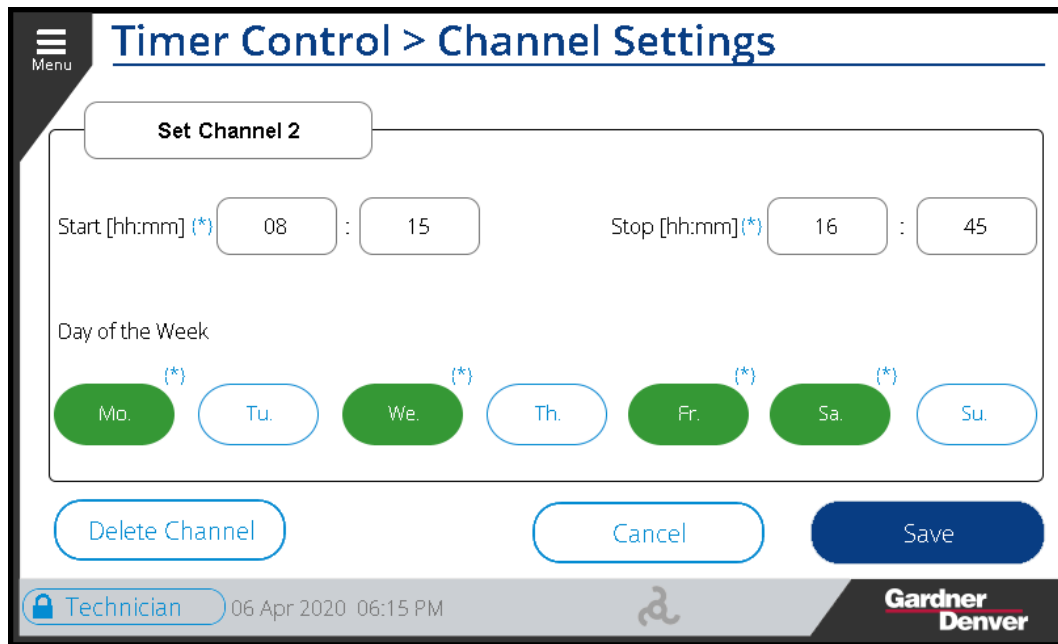 Menu
Timer Control > Channel Settings
Set Channel 2
Start [hh:mm] (*) 08 : 15 Stop [hh:mm] (*) 16 : 45
Day of the Week
(*) (*) (*) (*)
Mo. Tu. We. Th. Fr. Sa. Su.
Delete Channel Cancel Save
Technician 06 Apr 2020 06:15 PM
Gardner
Denver